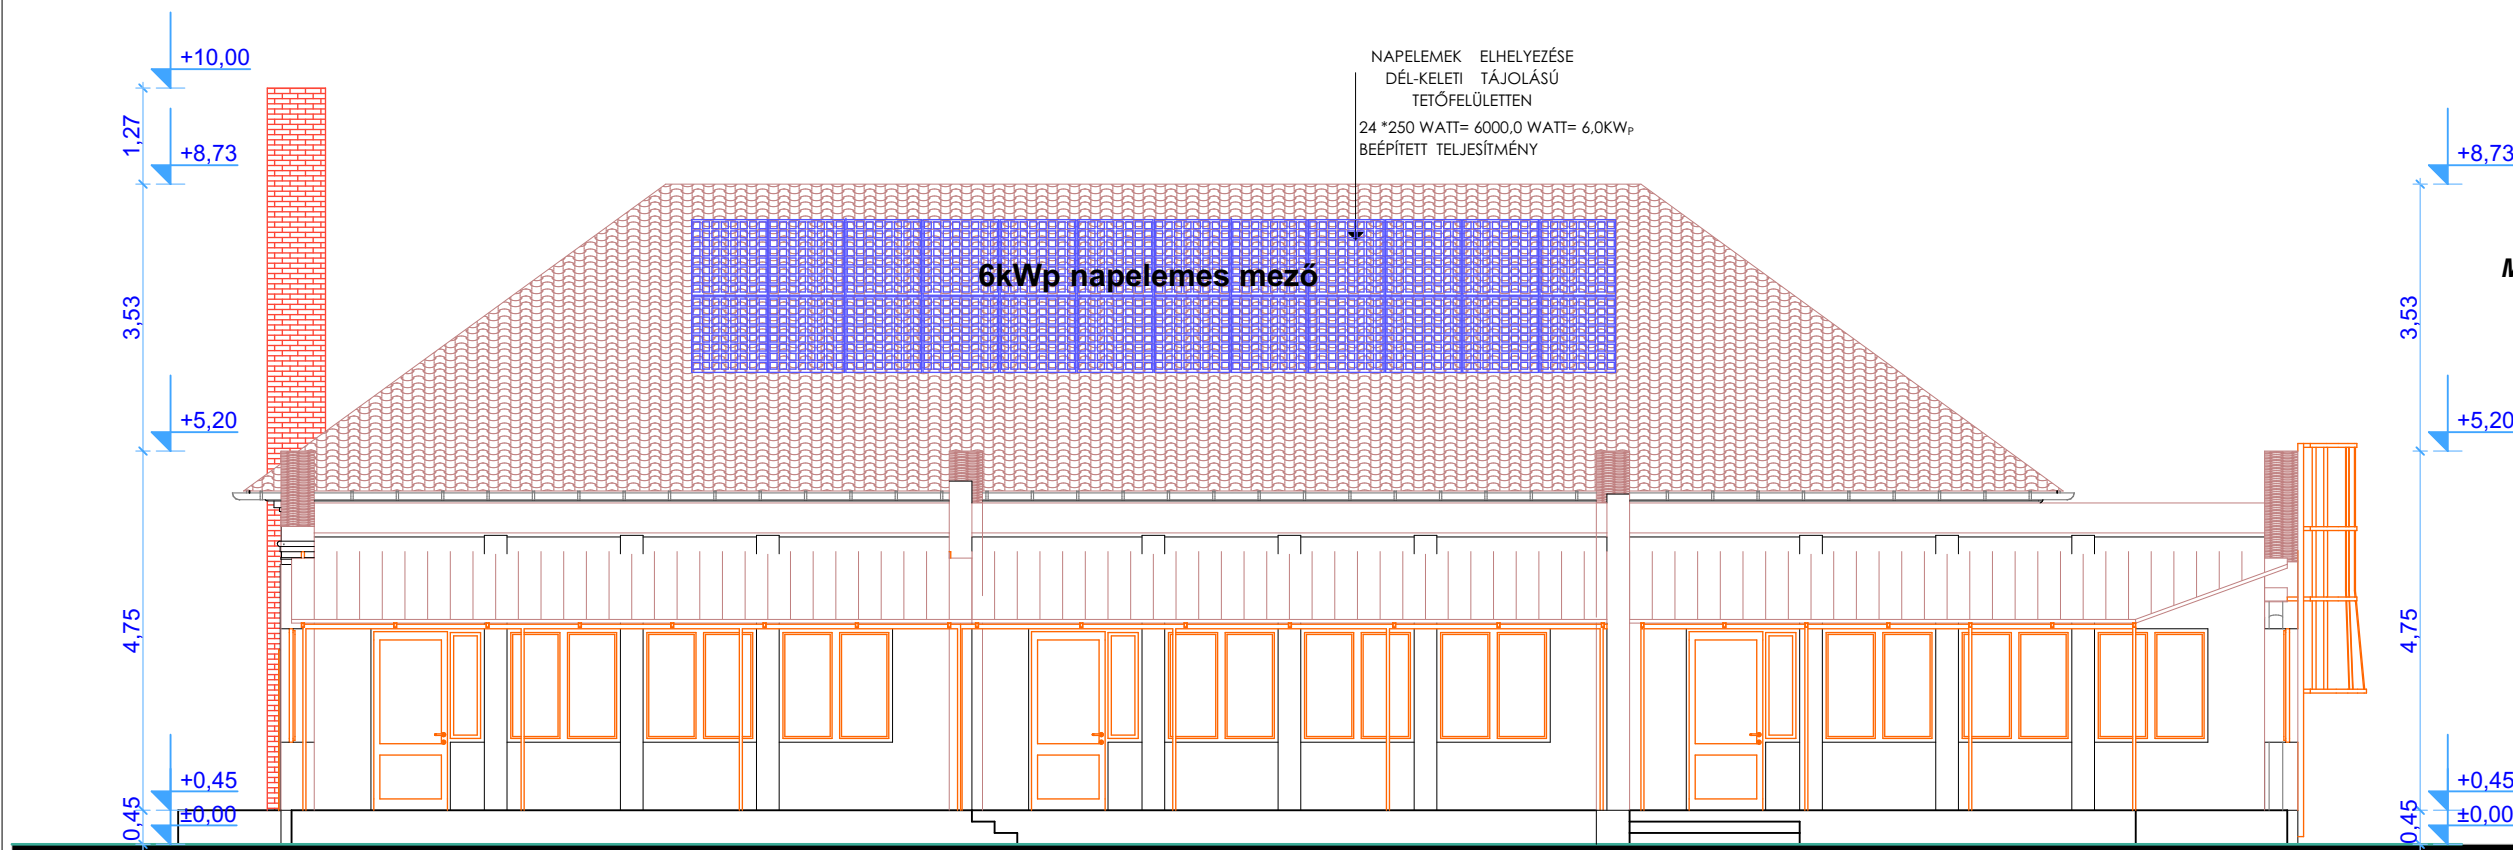 +10,00
1,27
+8,73
3,53
+5,20
4,75
+0,45
0,45
±0,00
NAPELEMEK ELHELYEZÉSE
DÉL-KELETI TÁJOLÁSÚ
TETŐFELÜLETTEN
24 *250 WATT= 6000,0 WATT= 6,0KWP
BEÉPÍTETT TELJESÍTMÉNY
6kWp napelemes mező
+8,73
3,53
+5,20
4,75
+0,45
0,45
±0,00